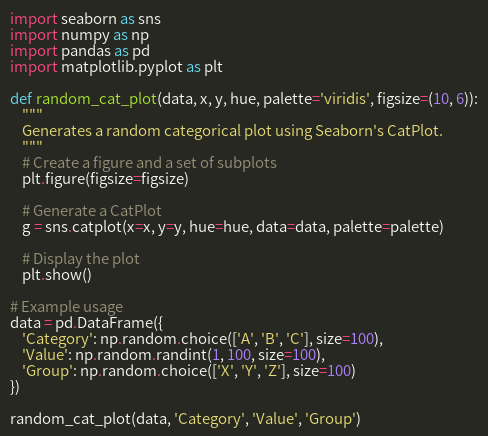 import seaborn as sns
import numpy as np
import pandas as pd
import matplotlib.pyplot as plt

def random_cat_plot(data, x, y, hue, palette='viridis', figsize=(10, 6)):
    """
    Generates a random categorical plot using Seaborn's CatPlot.
    """
    # Create a figure and a set of subplots
    plt.figure(figsize=figsize)

    # Generate a CatPlot
    g = sns.catplot(x=x, y=y, hue=hue, data=data, palette=palette)

    # Display the plot
    plt.show()

# Example usage
data = pd.DataFrame({
    'Category': np.random.choice(['A', 'B', 'C'], size=100),
    'Value': np.random.randint(1, 100, size=100),
    'Group': np.random.choice(['X', 'Y', 'Z'], size=100)
})

random_cat_plot(data, 'Category', 'Value', 'Group')